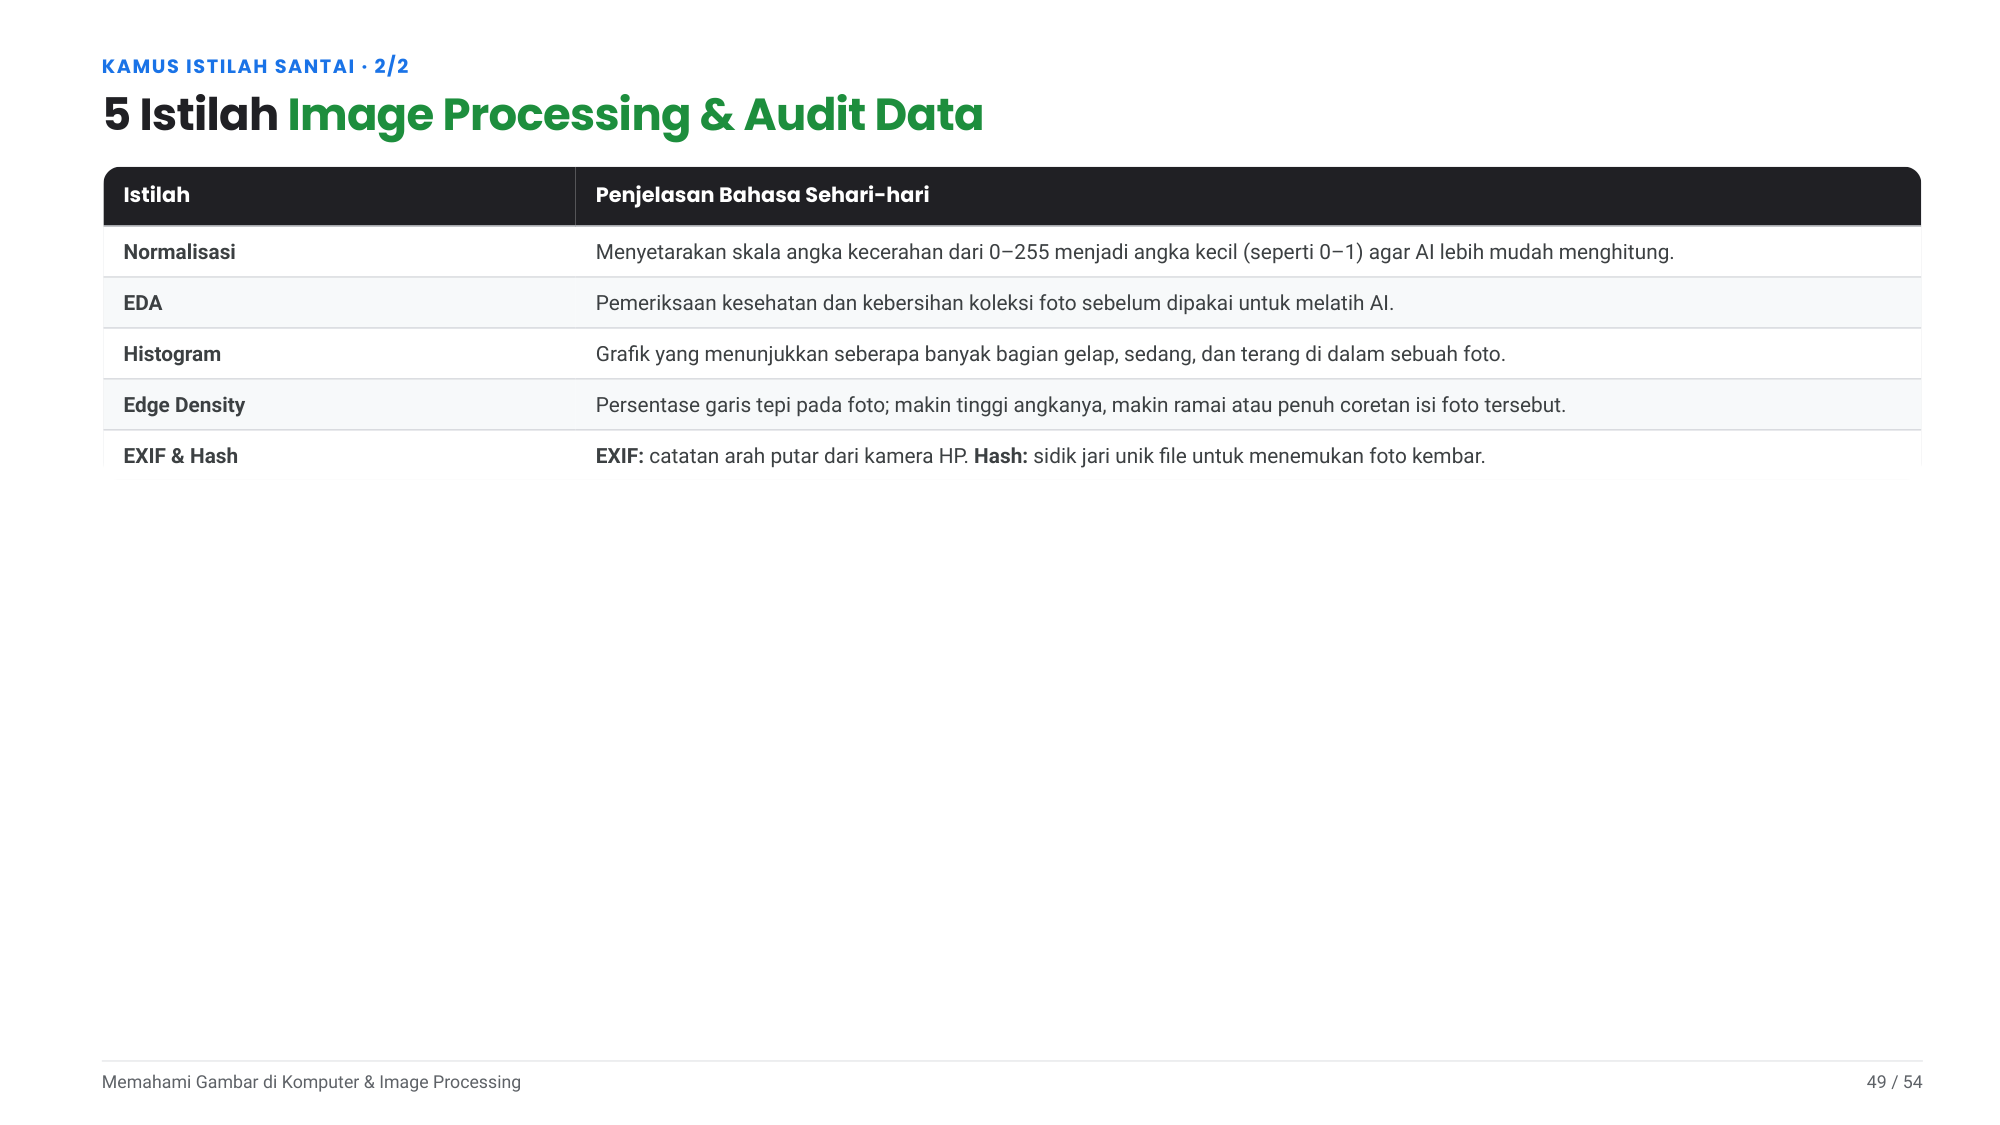 KAMUS ISTILAH SANTAI · 2/2
5 Istilah Image Processing & Audit Data
Istilah Penjelasan Bahasa Sehari-hari
Normalisasi Menyetarakan skala angka kecerahan dari 0–255 menjadi angka kecil (seperti 0–1) agar AI lebih mudah menghitung.
EDA Pemeriksaan kesehatan dan kebersihan koleksi foto sebelum dipakai untuk melatih AI.
Histogram Grafik yang menunjukkan seberapa banyak bagian gelap, sedang, dan terang di dalam sebuah foto.
Edge Density Persentase garis tepi pada foto; makin tinggi angkanya, makin ramai atau penuh coretan isi foto tersebut.
EXIF & Hash EXIF: catatan arah putar dari kamera HP. Hash: sidik jari unik file untuk menemukan foto kembar.
Memahami Gambar di Komputer & Image Processing 49 / 54